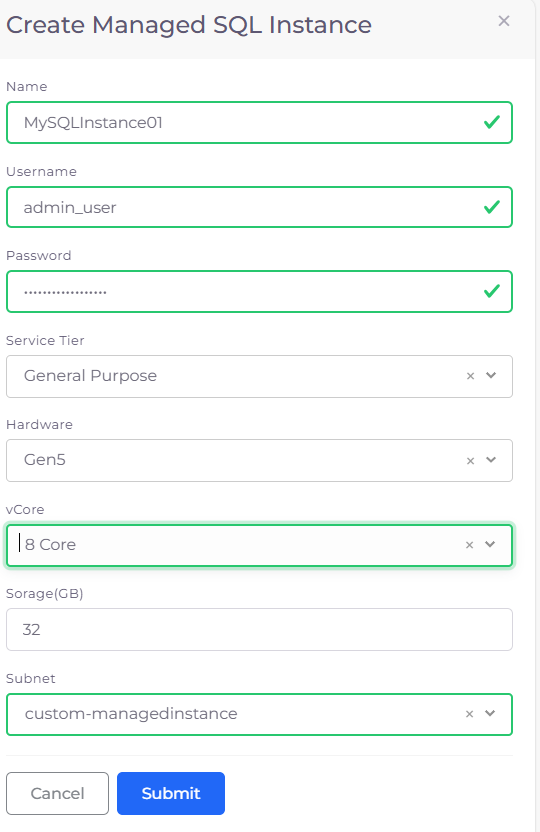 Create Managed SQL Instance ×
Name
MySQLInstance01
Username
admin_user
Password
••••••••••••••••••
Service Tier
General Purpose ×
Hardware
Gen5 ×
vCore
8 Core ×
Sorage(GB)
32
Subnet
custom-managedinstance ×
Cancel Submit